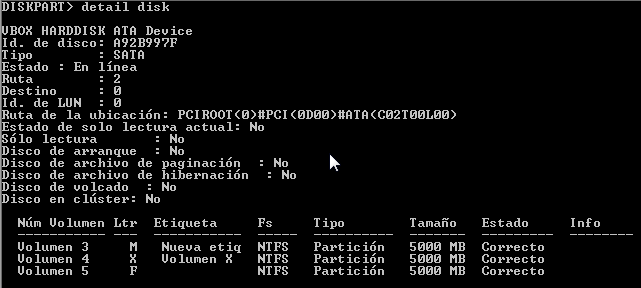 DISKPART> detail disk
VBOX HARDDISK ATA Device
Id. de disco: A92B997F
Tipo : SATA
Estado : En línea
Ruta : 2
Destino : 0
Id. de LUN : 0
Ruta de la ubicación: PCIROOT(0)#PCI(0D00)#ATA(C02T00L00)
Estado de solo lectura actual: No
Sólo lectura : No
Disco de arranque : No
Disco de archivo de paginación : No
Disco de archivo de hibernación : No
Disco de volcado : No
Disco en clúster: No
Núm Volumen Ltr Etiqueta Fs Tipo Tamaño Estado Info
---------- --- ----------- ----- ---------- ------- --------- --------
Volumen 3 M Nueva etiq NTFS Partición 5000 MB Correcto
Volumen 4 X Volumen X NTFS Partición 5000 MB Correcto
Volumen 5 F NTFS Partición 5000 MB Correcto